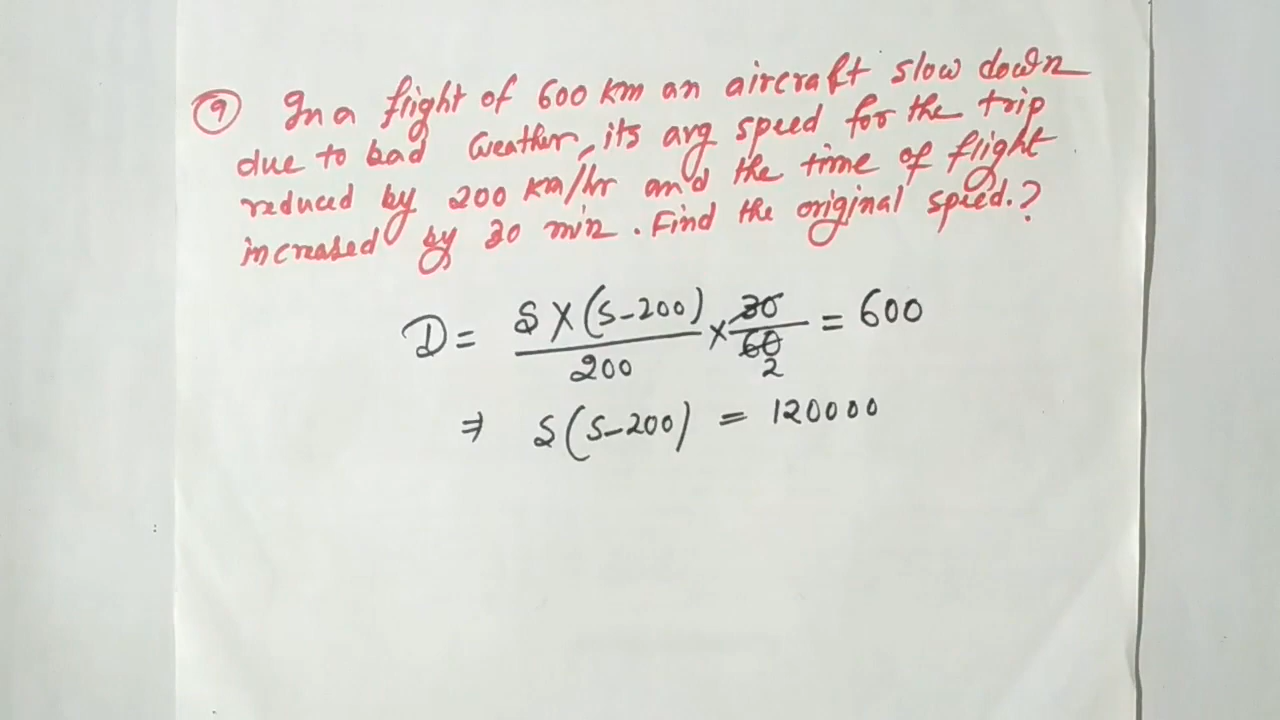 9 In a flight of 600 km an aircraft slow down
due to bad weather, its avg speed for the trip
reduced by 200 km/hr and the time of flight
increased by 30 min. Find the original speed.?
D = S × (S-200) / 200 × 30 / 60 2 = 600
⇒ S(S-200) = 120000